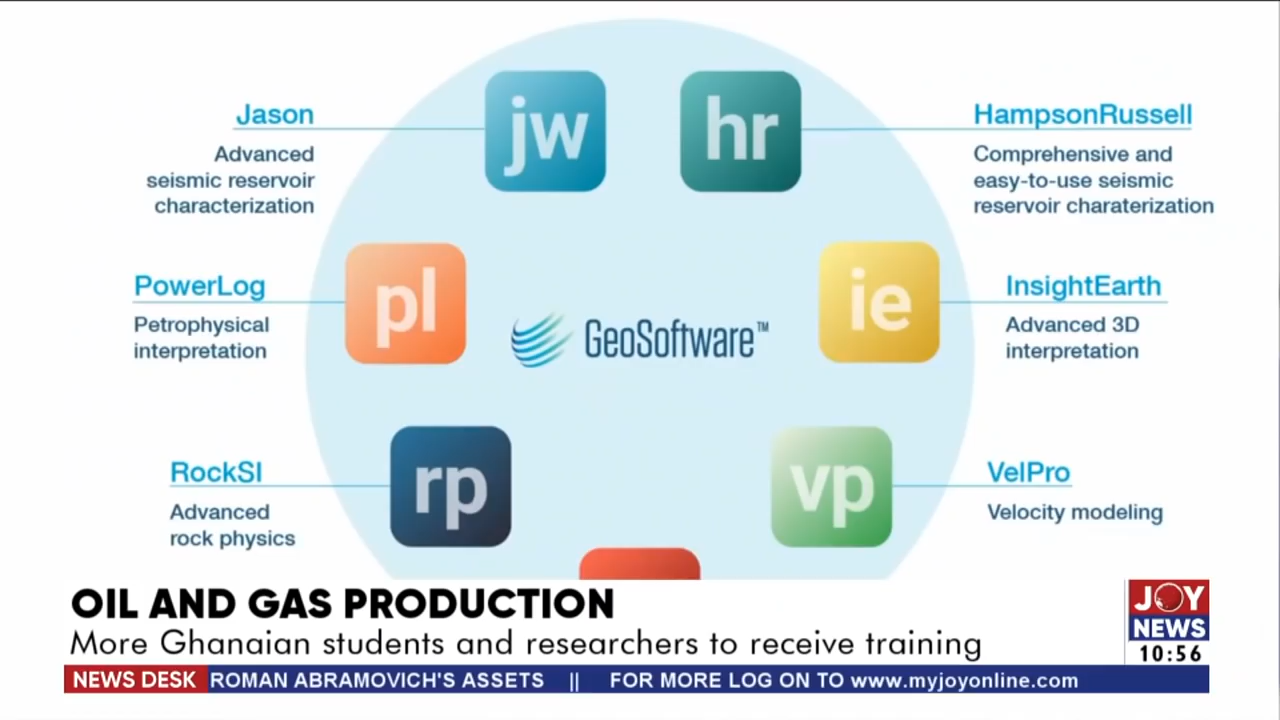 jw
hr
Jason
Advanced
seismic reservoir
characterization
HampsonRussell
Comprehensive and
easy-to-use seismic
reservoir charaterization
pl
ie
PowerLog
Petrophysical
interpretation
GeoSoftware™
InsightEarth
Advanced 3D
interpretation
rp
vp
RockSI
Advanced
rock physics
VelPro
Velocity modeling
OIL AND GAS PRODUCTION
More Ghanaian students and researchers to receive training
JOY
NEWS
10:56
NEWS DESK ROMAN ABRAMOVICH'S ASSETS || FOR MORE LOG ON TO www.myjoyonline.com